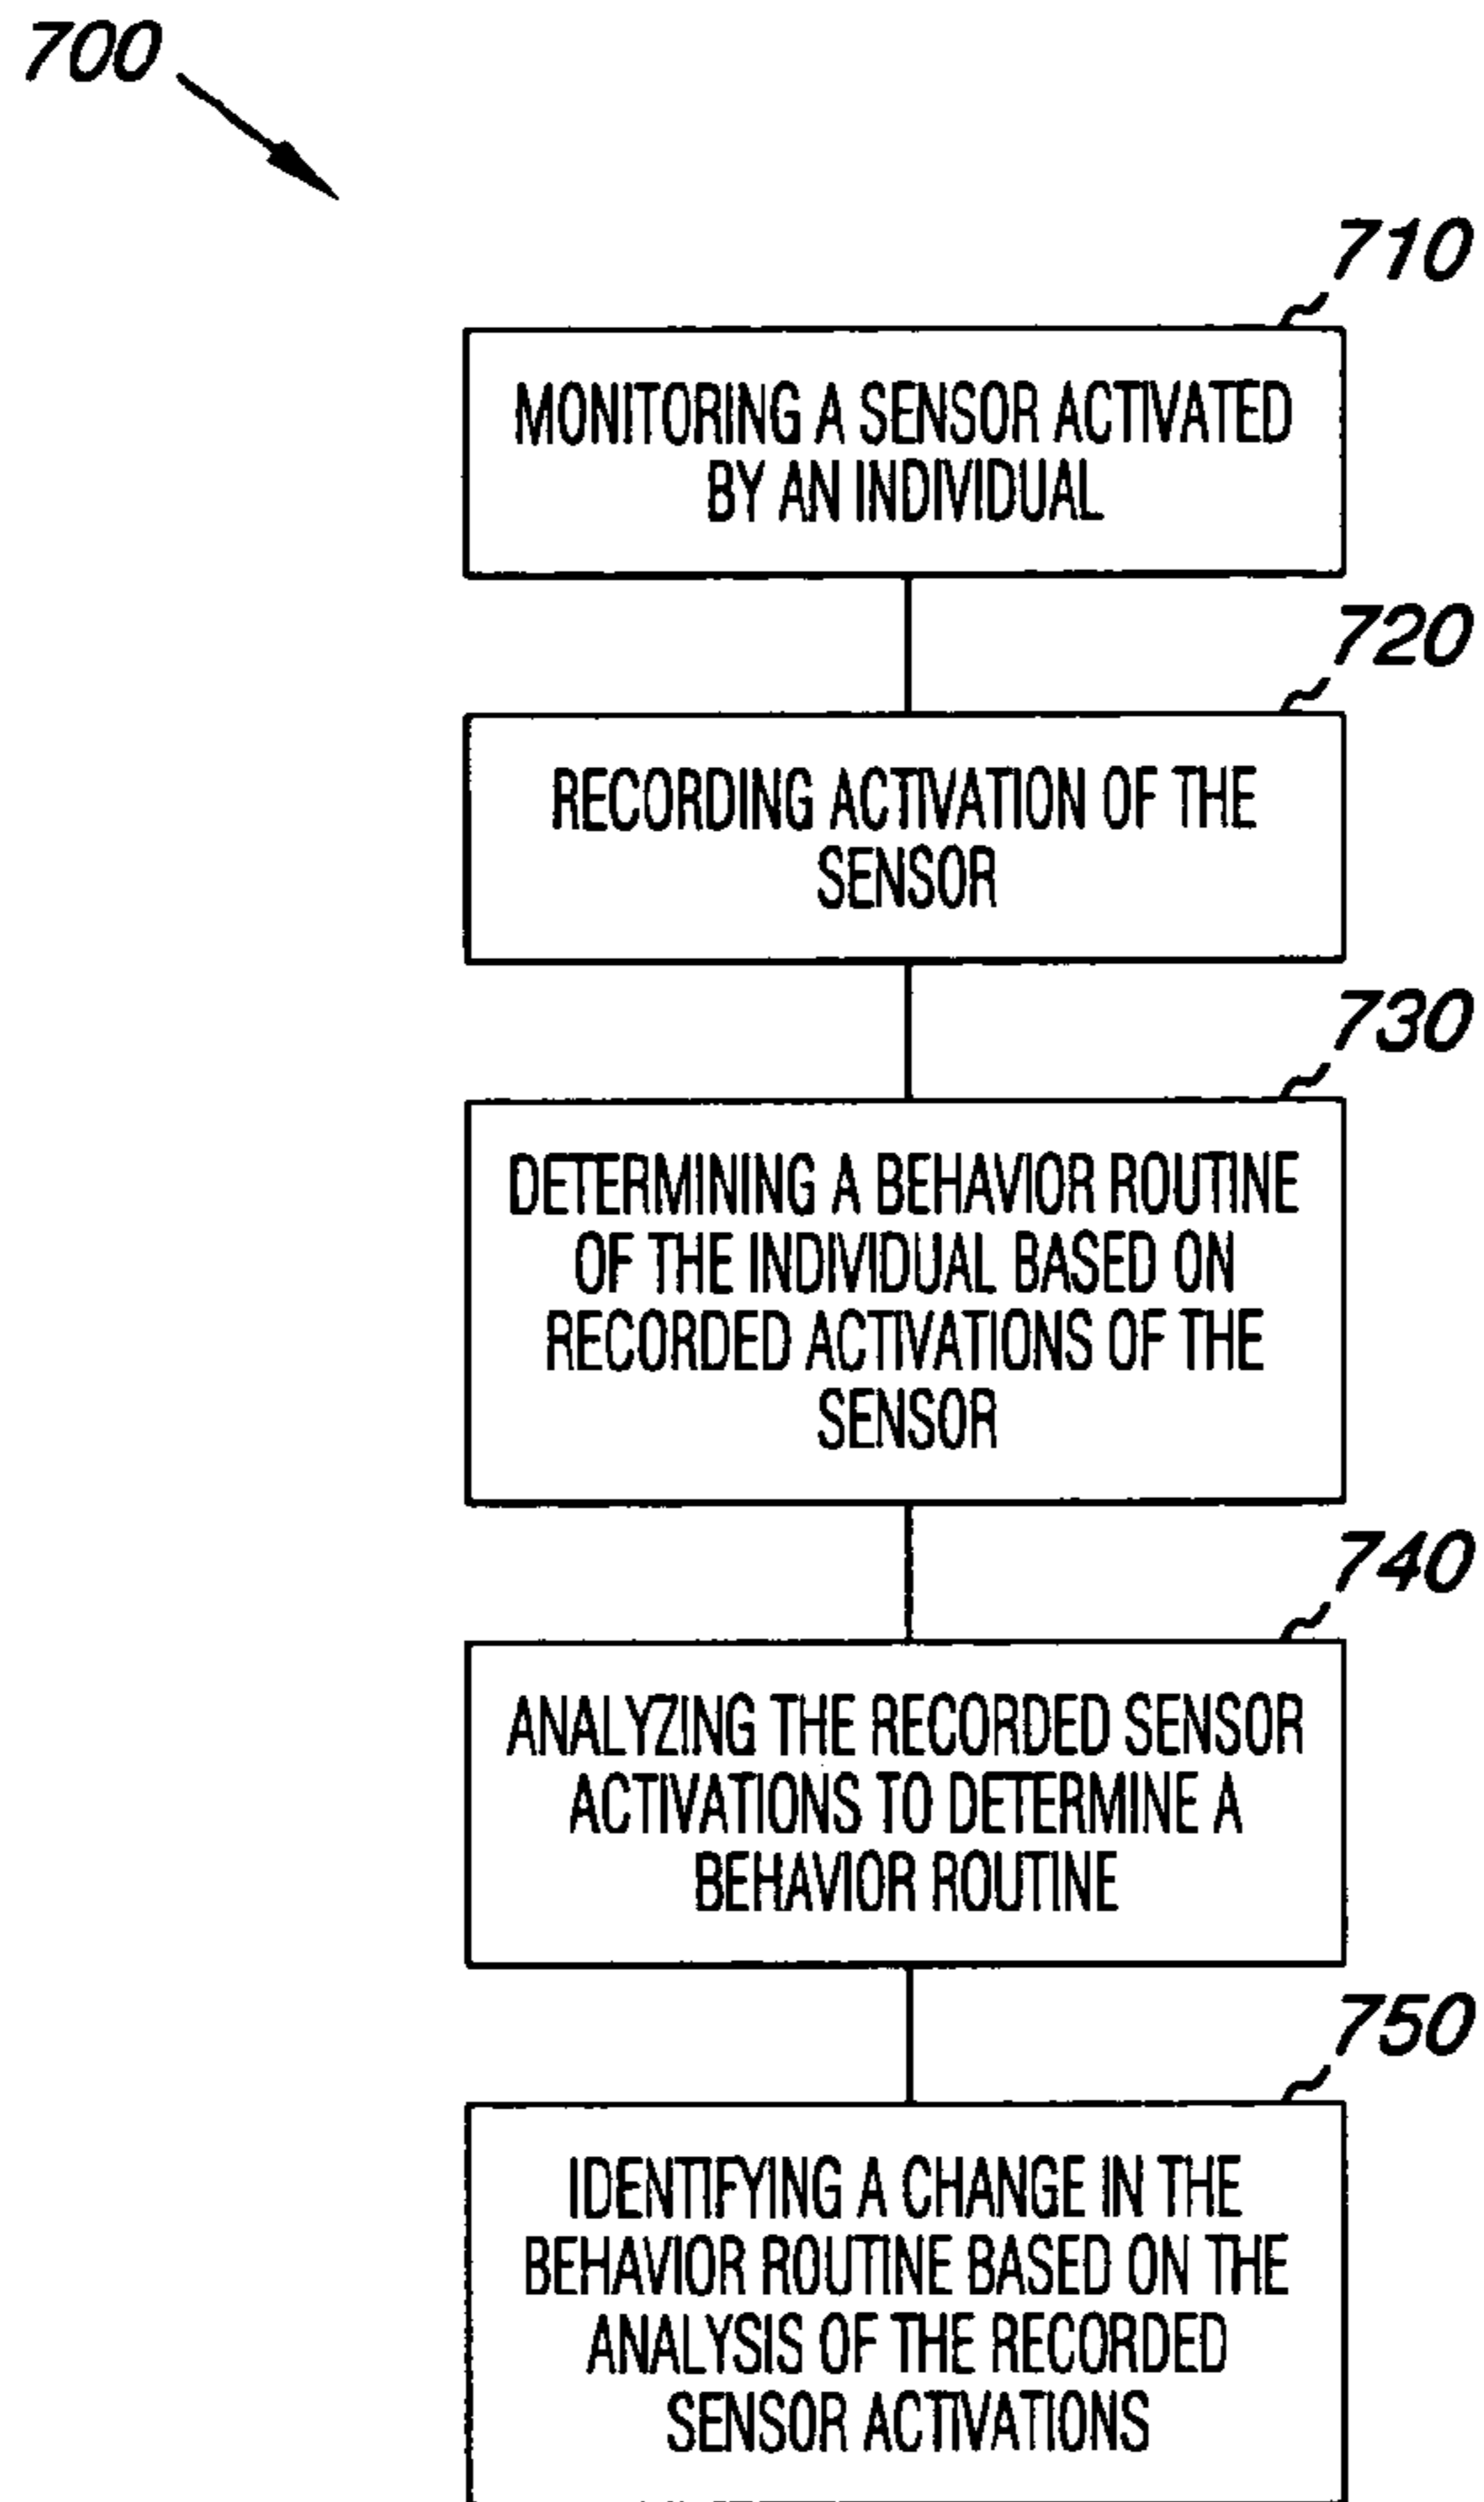 700
710
MONITORING A SENSOR ACTIVATED
BY AN INDIVIDUAL
720
RECORDING ACTIVATION OF THE
SENSOR
730
DETERMINING A BEHAVIOR ROUTINE
OF THE INDIVIDUAL BASED ON
RECORDED ACTIVATIONS OF THE
SENSOR
740
ANALYZING THE RECORDED SENSOR
ACTIVATIONS TO DETERMINE A
BEHAVIOR ROUTINE
750
IDENTIFYING A CHANGE IN THE
BEHAVIOR ROUTINE BASED ON THE
ANALYSIS OF THE RECORDED
SENSOR ACTIVATIONS